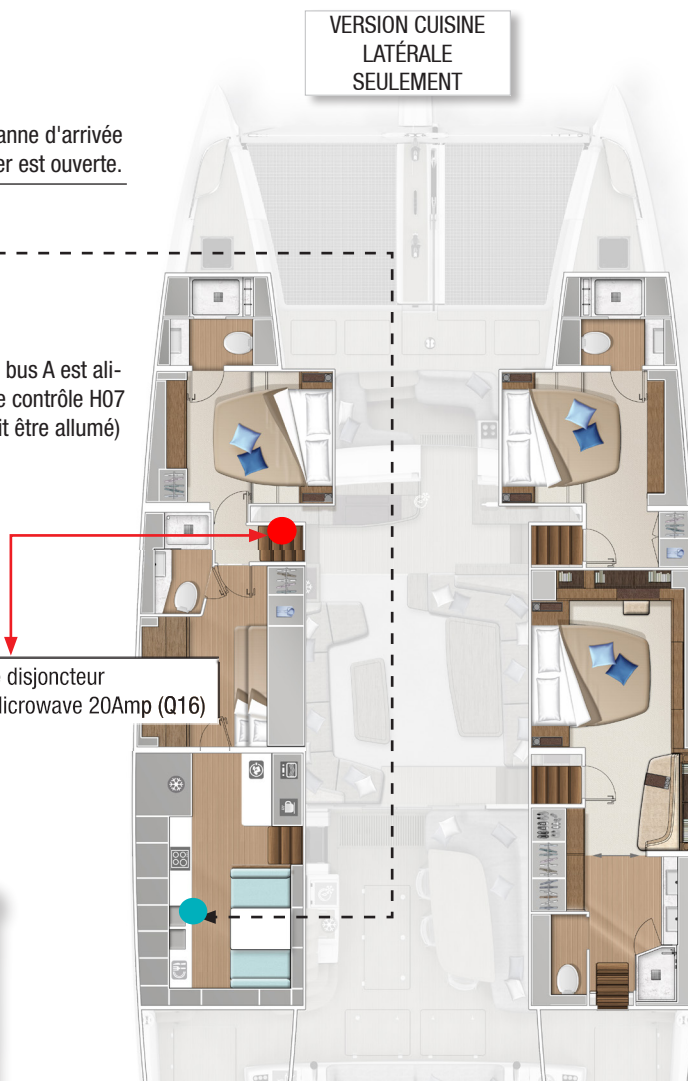 VERSION CUISINE
LATÉRALE
SEULEMENT
anne d'arrivée
er est ouverte.
bus A est ali-
e contrôle H07
it être allumé)
e disjoncteur
licrowave 20Amp (Q16)